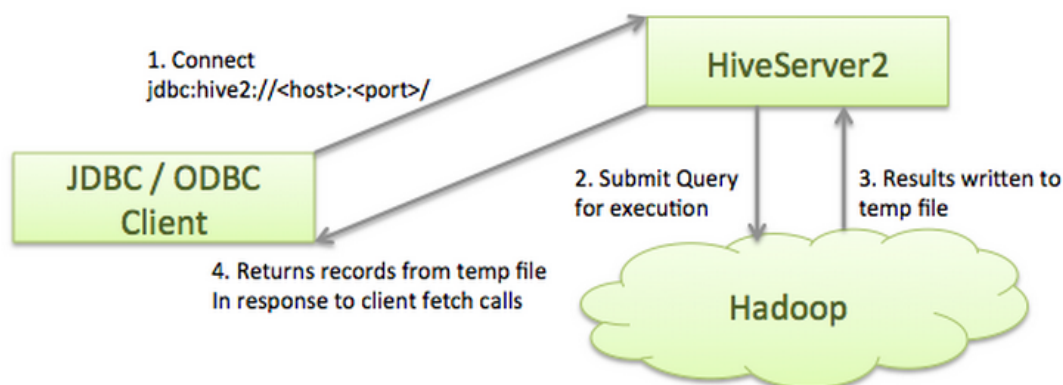 1. Connect
jdbc:hive2://<host>:<port>/
HiveServer2
JDBC / ODBC
Client
2. Submit Query
for execution
3. Results written to
temp file
4. Returns records from temp file
In response to client fetch calls
Hadoop